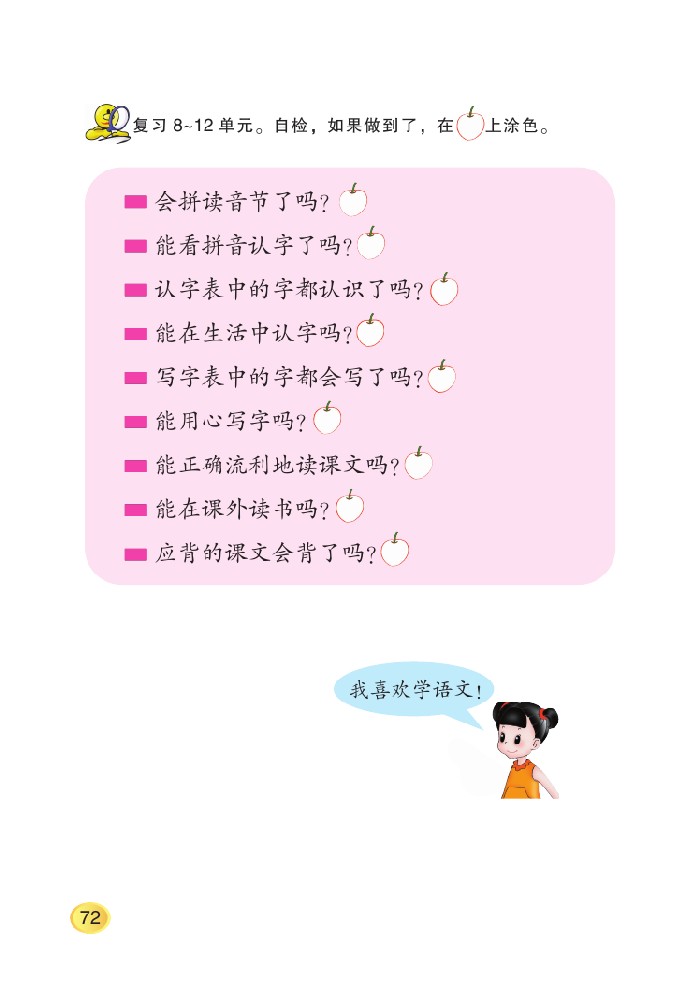 复习 8~12 单元。自检，如果做到了，在 上涂色。
会拼读音节了吗？
能看拼音认字了吗？
认字表中的字都认识了吗？
能在生活中认字吗？
写字表中的字都会写了吗？
能用心写字吗？
能正确流利地读课文吗？
能在课外读书吗？
应背的课文会背了吗？
我喜欢学语文！
72